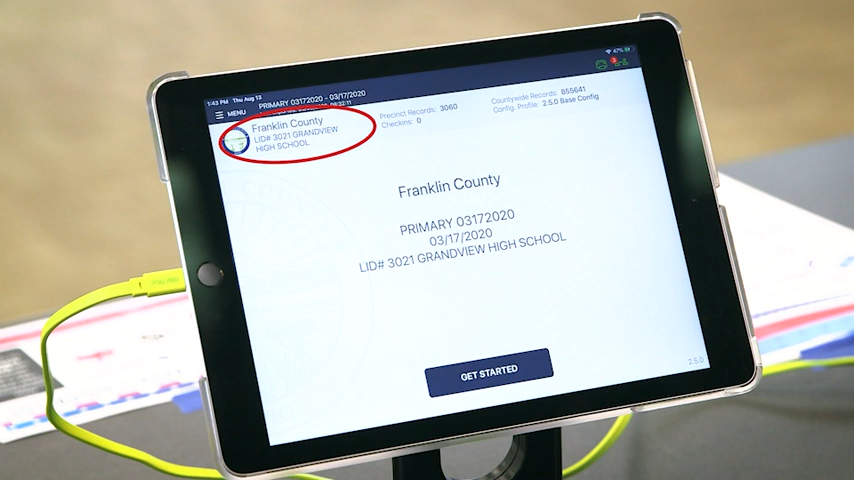 1:43 PM Thu Aug 13
47%
MENU
PRIMARY 03172020 - 03/17/2020
3
Franklin County
LID# 3021 GRANDVIEW
HIGH SCHOOL
Precinct Records: 3060
Checkins: 0
Countywide Records: 855641
Config. Profile: 2.5.0 Base Config
Franklin County
PRIMARY 03172020
03/17/2020
LID# 3021 GRANDVIEW HIGH SCHOOL
GET STARTED
2.5.0